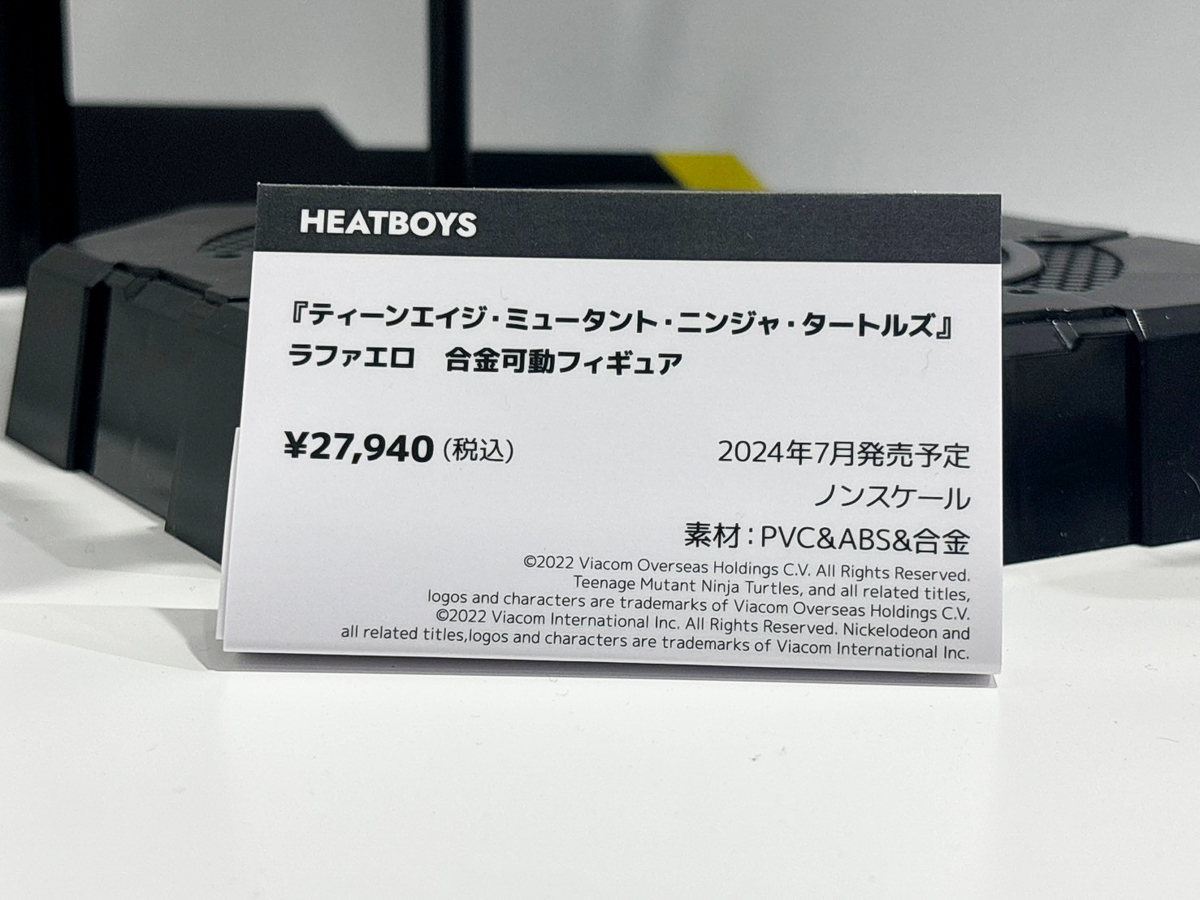 HEATBOYS
『ティーンエイジ・ミュータント・ニンジャ・タートルズ』
ラファエロ　合金可動フィギュア
¥27,940(税込)
2024年7月発売予定
ノンスケール
素材：PVC&ABS&合金
©2022 Viacom Overseas Holdings C.V. All Rights Reserved.
Teenage Mutant Ninja Turtles, and all related titles,
logos and characters are trademarks of Viacom Overseas Holdings C.V.
©2022 Viacom International Inc. All Rights Reserved. Nickelodeon and
all related titles,logos and characters are trademarks of Viacom International Inc.